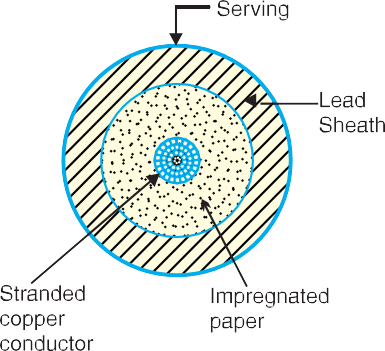 Serving
Lead
Sheath
Stranded
copper
conductor
Impregnated
paper